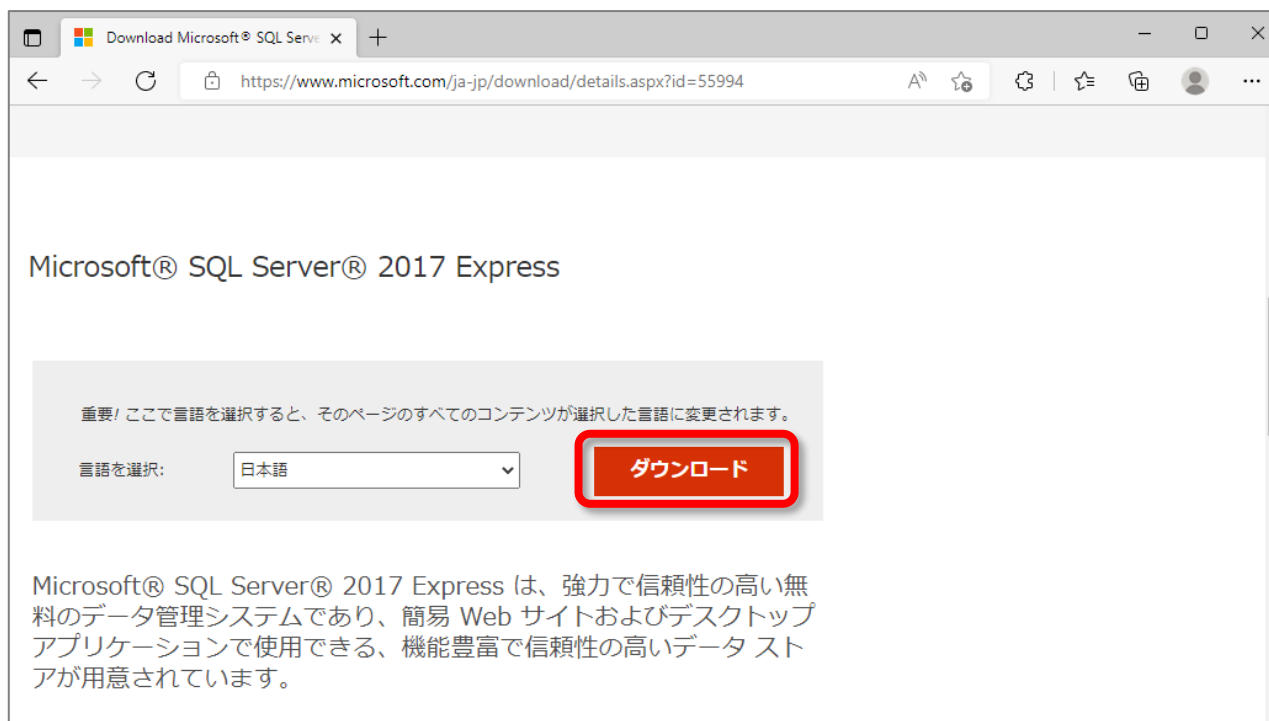 Download Microsoft® SQL Serve
https://www.microsoft.com/ja-jp/download/details.aspx?id=55994
Microsoft® SQL Server® 2017 Express
重要! ここで言語を選択すると、そのページのすべてのコンテンツが選択した言語に変更されます。
言語を選択:
日本語
ダウンロード
Microsoft® SQL Server® 2017 Express は、強力で信頼性の高い無
料のデータ管理システムであり、簡易 Web サイトおよびデスクトップ
アプリケーションで使用できる、機能豊富で信頼性の高いデータ スト
アが用意されています。